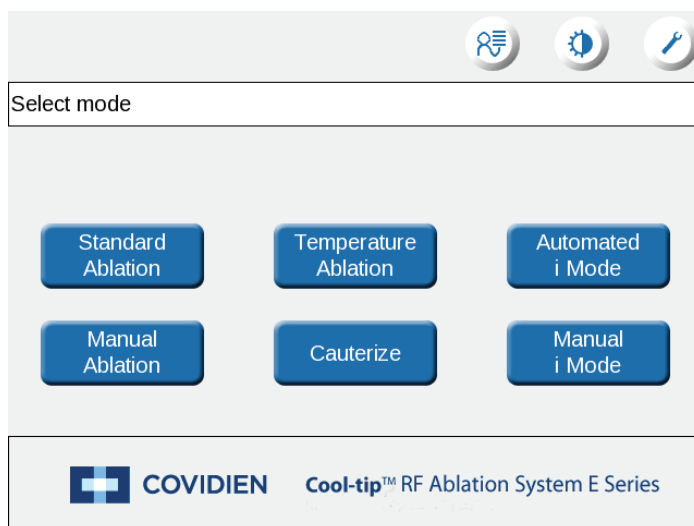 Select mode
Standard
Ablation
Temperature
Ablation
Automated
i Mode
Manual
Ablation
Cauterize
Manual
i Mode
COVIDIEN
Cool-tip™ RF Ablation System E Series